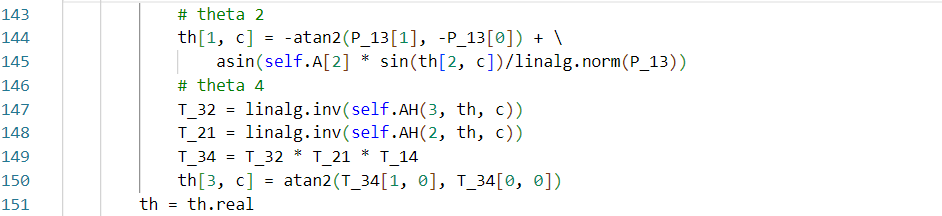 143 # theta 2
144 th[1, c] = -atan2(P_13[1], -P_13[0]) + \
145 asin(self.A[2] * sin(th[2, c])/linalg.norm(P_13))
146 # theta 4
147 T_32 = linalg.inv(self.AH(3, th, c))
148 T_21 = linalg.inv(self.AH(2, th, c))
149 T_34 = T_32 * T_21 * T_14
150 th[3, c] = atan2(T_34[1, 0], T_34[0, 0])
151 th = th.real